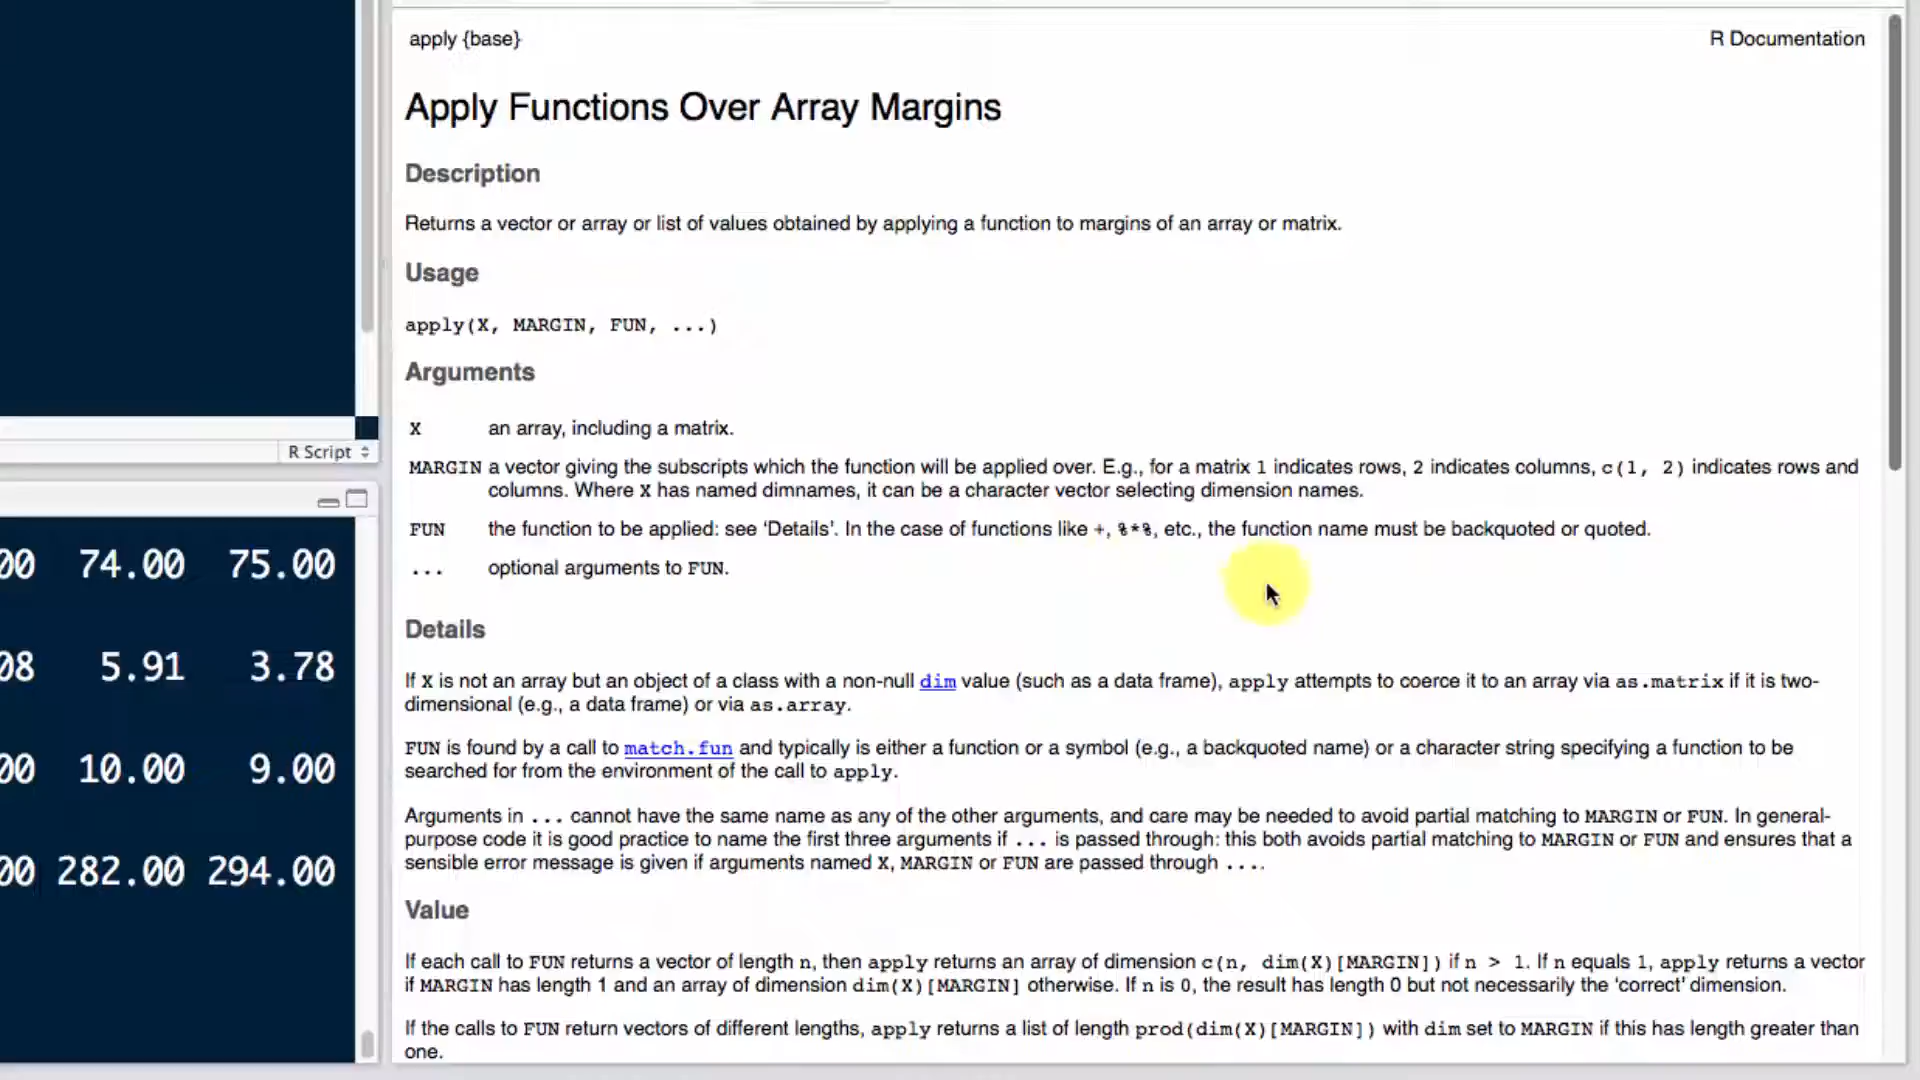 apply {base}
R Documentation
Apply Functions Over Array Margins
Description
Returns a vector or array or list of values obtained by applying a function to margins of an array or matrix.
Usage
apply(X, MARGIN, FUN, ...)
Arguments
X an array, including a matrix.
MARGIN a vector giving the subscripts which the function will be applied over. E.g., for a matrix 1 indicates rows, 2 indicates columns, c(1, 2) indicates rows and
columns. Where X has named dimnames, it can be a character vector selecting dimension names.
FUN the function to be applied: see ‘Details’. In the case of functions like +, %*%, etc., the function name must be backquoted or quoted.
... optional arguments to FUN.
Details
If X is not an array but an object of a class with a non-null dim value (such as a data frame), apply attempts to coerce it to an array via as.matrix if it is two-
dimensional (e.g., a data frame) or via as.array.
FUN is found by a call to match.fun and typically is either a function or a symbol (e.g., a backquoted name) or a character string specifying a function to be
searched for from the environment of the call to apply.
Arguments in ... cannot have the same name as any of the other arguments, and care may be needed to avoid partial matching to MARGIN or FUN. In general-
purpose code it is good practice to name the first three arguments if ... is passed through: this both avoids partial matching to MARGIN or FUN and ensures that a
sensible error message is given if arguments named X, MARGIN or FUN are passed through ....
Value
If each call to FUN returns a vector of length n, then apply returns an array of dimension c(n, dim(X)[MARGIN]) if n > 1. If n equals 1, apply returns a vector
if MARGIN has length 1 and an array of dimension dim(X)[MARGIN] otherwise. If n is 0, the result has length 0 but not necessarily the ‘correct’ dimension.
If the calls to FUN return vectors of different lengths, apply returns a list of length prod(dim(X)[MARGIN]) with dim set to MARGIN if this has length greater than
one.
R Script
00 74.00 75.00
08 5.91 3.78
00 10.00 9.00
00 282.00 294.00